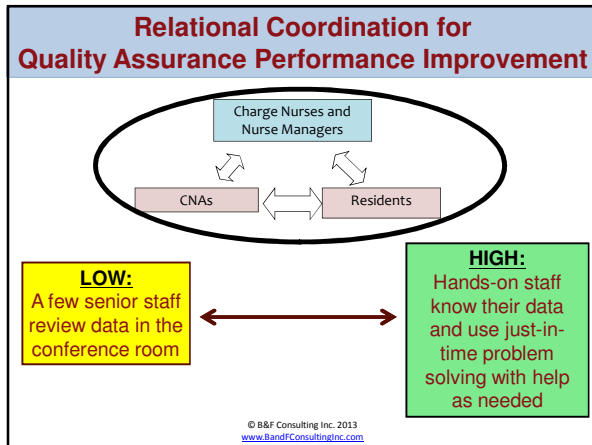 Relational Coordination for
Quality Assurance Performance Improvement
Charge Nurses and
Nurse Managers
CNAs
Residents
LOW:
A few senior staff
review data in the
conference room
HIGH:
Hands-on staff
know their data
and use just-in-
time problem
solving with help
as needed
© B&F Consulting Inc. 2013
www.BandFConsultingInc.com